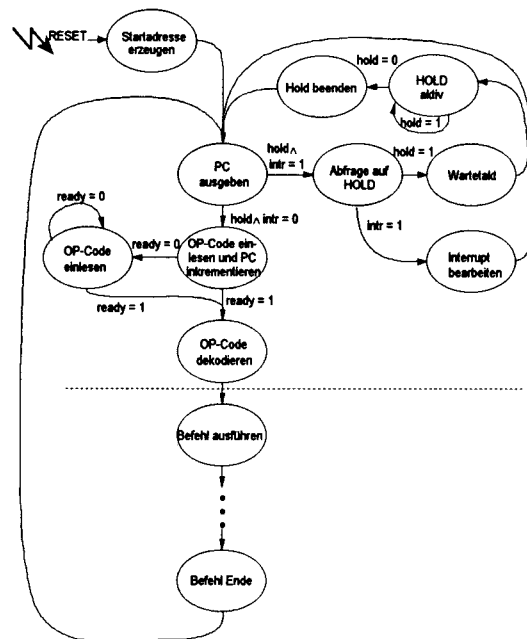 RESET
Startadresse
erzeugen
hold = 0
Hold beenden
HOLD
aktiv
hold = 1
PC
ausgeben
hold ∧
intr = 1
Abfrage auf
HOLD
hold = 1
Wartetakt
ready = 0
hold ∧ intr = 0
intr = 1
OP-Code
einlesen
ready = 0
OP-Code ein-
lesen und PC
inkrementieren
Interrupt
bearbeiten
ready = 1
ready = 1
OP-Code
dekodieren
Befehl ausführen
Befehl Ende